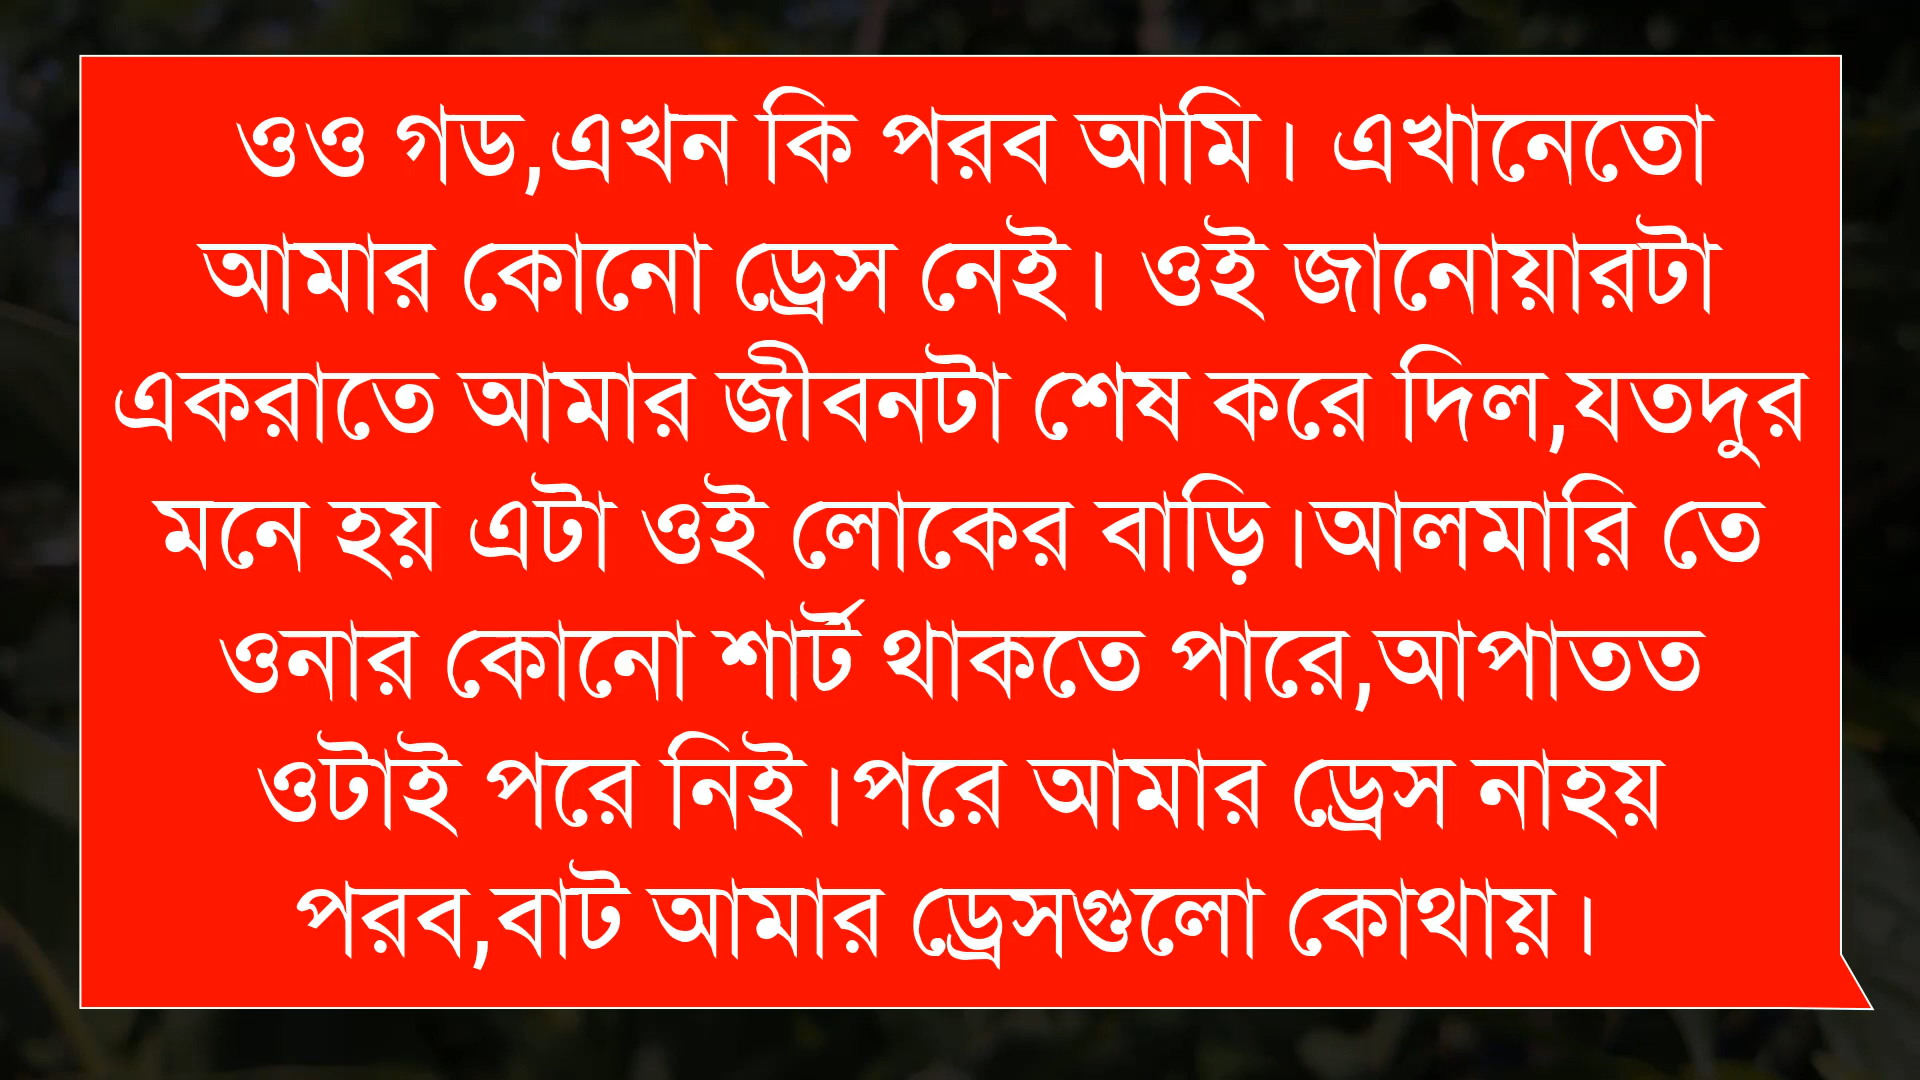 ওও গড,এখন কি পরব আমি। এখানেতো
আমার কোনো ড্রেস নেই। ওই জানোয়ারটা
একরাতে আমার জীবনটা শেষ করে দিল,যতদুর
মনে হয় এটা ওই লোকের বাড়ি।আলমারি তে
ওনার কোনো শার্ট থাকতে পারে,আপাতত
ওটাই পরে নিই।পরে আমার ড্রেস নাহয়
পরব,বাট আমার ড্রেসগুলো কোথায়।